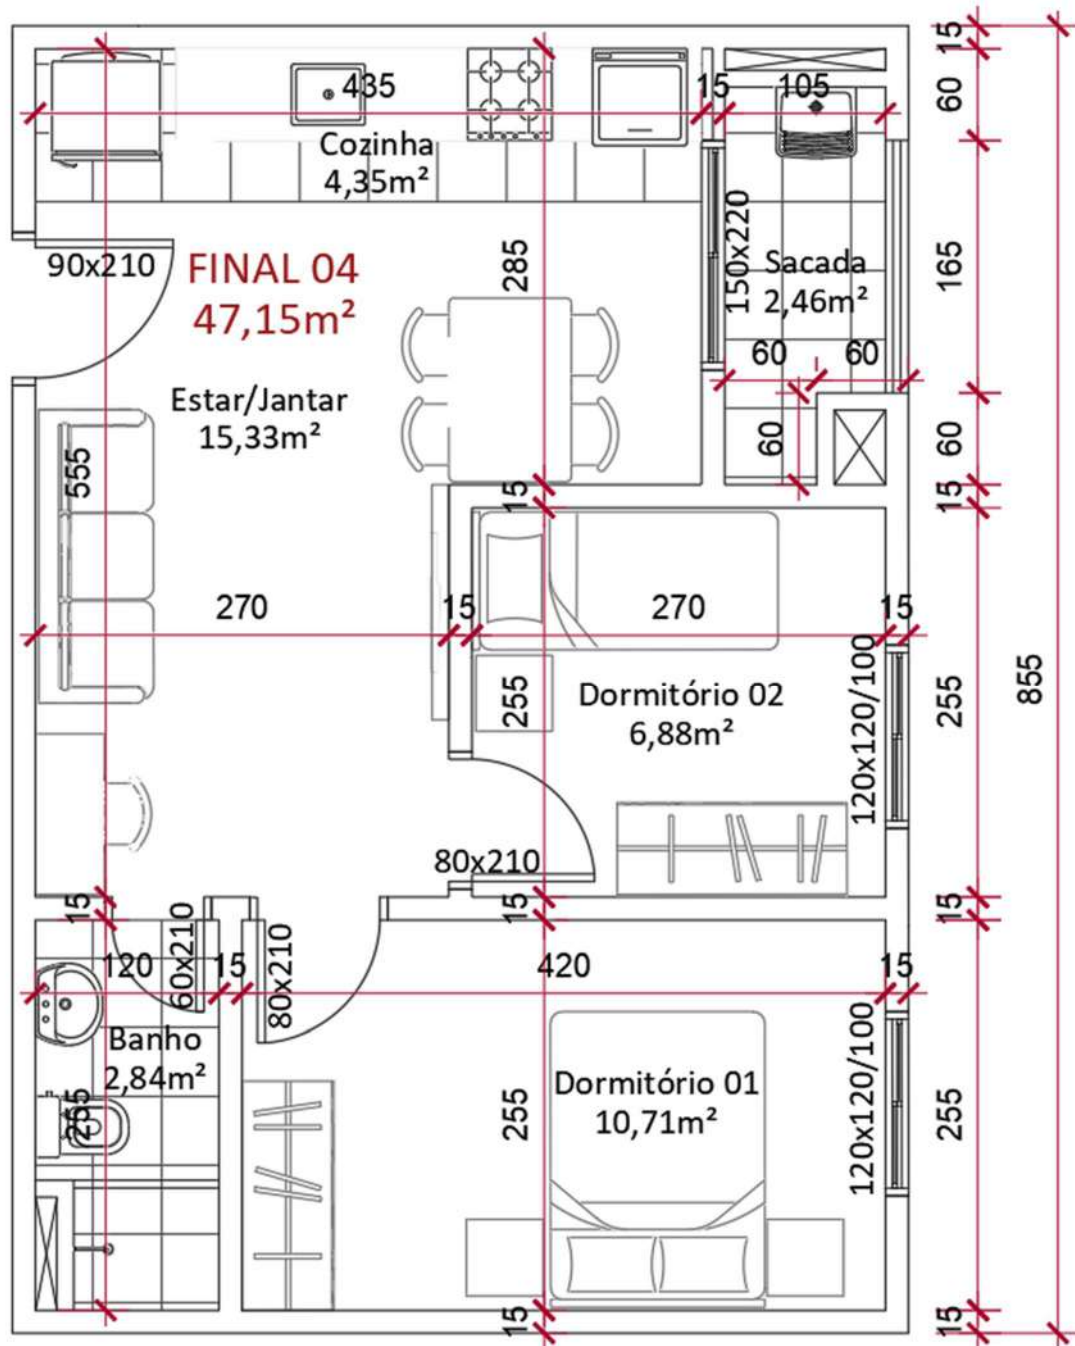 15
435
15
105
60
Cozinha
4,35m²
90x210
FINAL 04
47,15m²
285
150x220
Sacada
2,46m²
165
60
60
Estar/Jantar
15,33m²
555
60
60
15
15
270
15
270
15
255
Dormitório 02
6,88m²
120x120/100
255
855
80x210
15
15
15
120
60x210
15
80x210
420
15
Banho
2,84m²
255
255
Dormitório 01
10,71m²
120x120/100
255
15
15